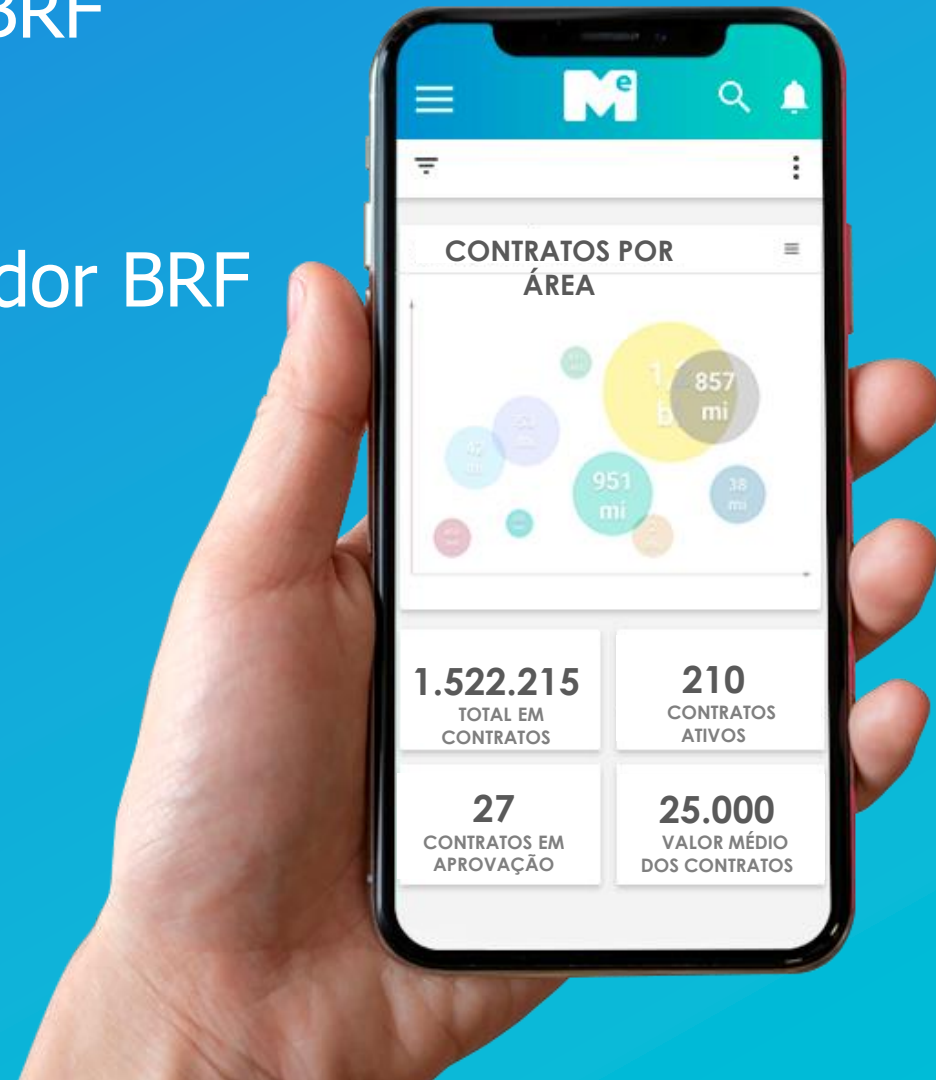 BRF
dor BRF
Me
CONTRATOS POR
ÁREA
857
mi
951
mi
38
mi
1.522.215
TOTAL EM
CONTRATOS
210
CONTRATOS
ATIVOS
27
CONTRATOS EM
APROVAÇÃO
25.000
VALOR MÉDIO
DOS CONTRATOS